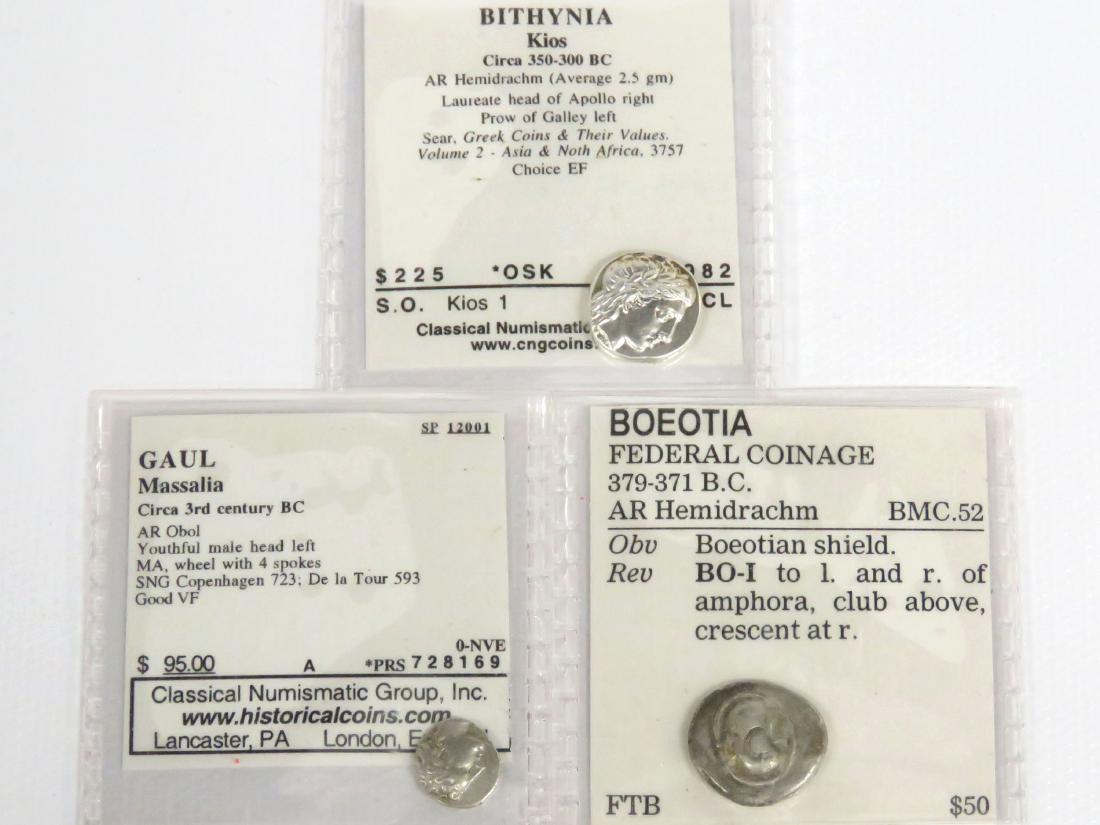 BITHYNIA
Kios
Circa 350-300 BC
AR Hemidrachm (Average 2.5 gm)
Laureate head of Apollo right
Prow of Galley left
Sear, Greek Coins & Their Values.
Volume 2 - Asia & Noth Africa, 3757
Choice EF
$225 *OSK 082
S.O. Kios 1 CL
Classical Numismatic
www.cngcoins.
SP 12001
GAUL
Massalia
Circa 3rd century BC
AR Obol
Youthful male head left
MA, wheel with 4 spokes
SNG Copenhagen 723; De la Tour 593
Good VF
0-NVE
$ 95.00 A *PRS 728169
Classical Numismatic Group, Inc.
www.historicalcoins.com
Lancaster, PA London, E
BOEOTIA
FEDERAL COINAGE
379-371 B.C.
AR Hemidrachm BMC.52
Obv Boeotian shield.
Rev BO-I to l. and r. of
amphora, club above,
crescent at r.
FTB $50